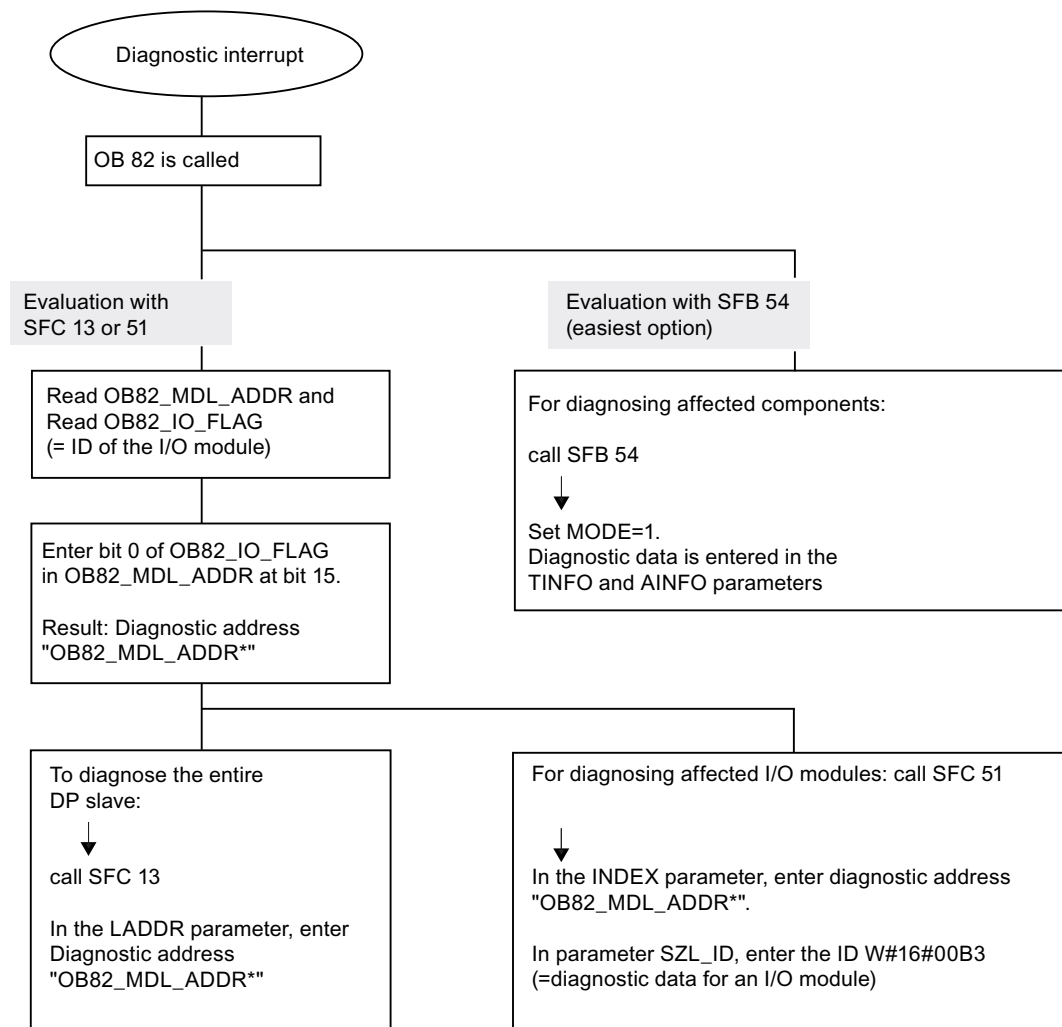 Diagnostic interrupt
OB 82 is called
Evaluation with
SFC 13 or 51
Evaluation with SFB 54
(easiest option)
Read OB82_MDL_ADDR and
Read OB82_IO_FLAG
(= ID of the I/O module)
For diagnosing affected components:
call SFB 54
Set MODE=1.
Diagnostic data is entered in the
TINFO and AINFO parameters
Enter bit 0 of OB82_IO_FLAG
in OB82_MDL_ADDR at bit 15.
Result: Diagnostic address
"OB82_MDL_ADDR*"
To diagnose the entire
DP slave:
call SFC 13
In the LADDR parameter, enter
Diagnostic address
"OB82_MDL_ADDR*"
For diagnosing affected I/O modules: call SFC 51
In the INDEX parameter, enter diagnostic address
"OB82_MDL_ADDR*".
In parameter SZL_ID, enter the ID W#16#00B3
(=diagnostic data for an I/O module)